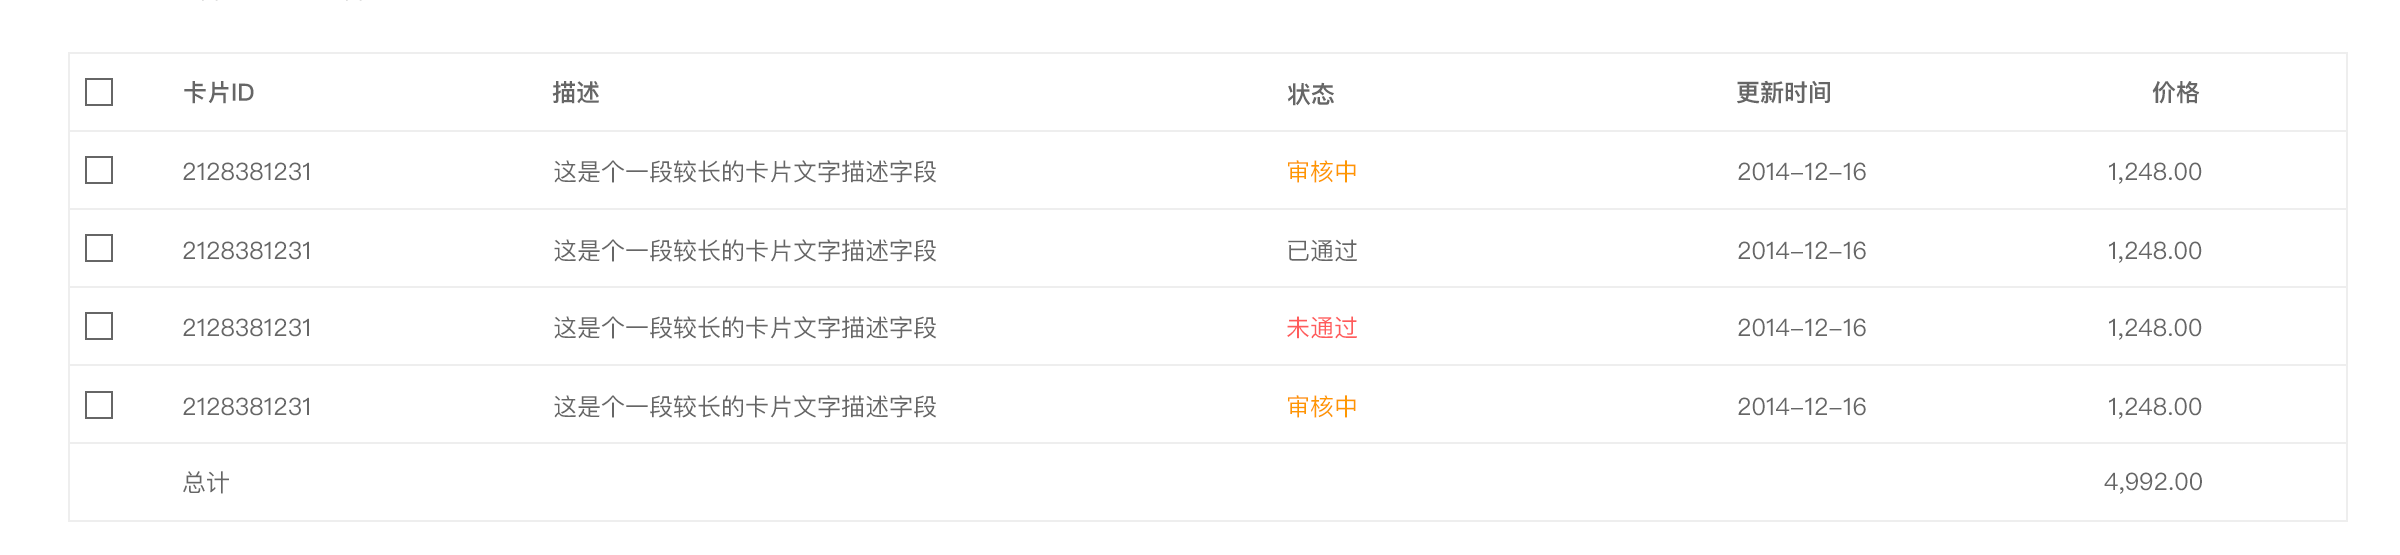 卡片ID 描述 状态 更新时间 价格
2128381231 这是个一段较长的卡片文字描述字段 审核中 2014-12-16 1,248.00
2128381231 这是个一段较长的卡片文字描述字段 已通过 2014-12-16 1,248.00
2128381231 这是个一段较长的卡片文字描述字段 未通过 2014-12-16 1,248.00
2128381231 这是个一段较长的卡片文字描述字段 审核中 2014-12-16 1,248.00
总计 4,992.00